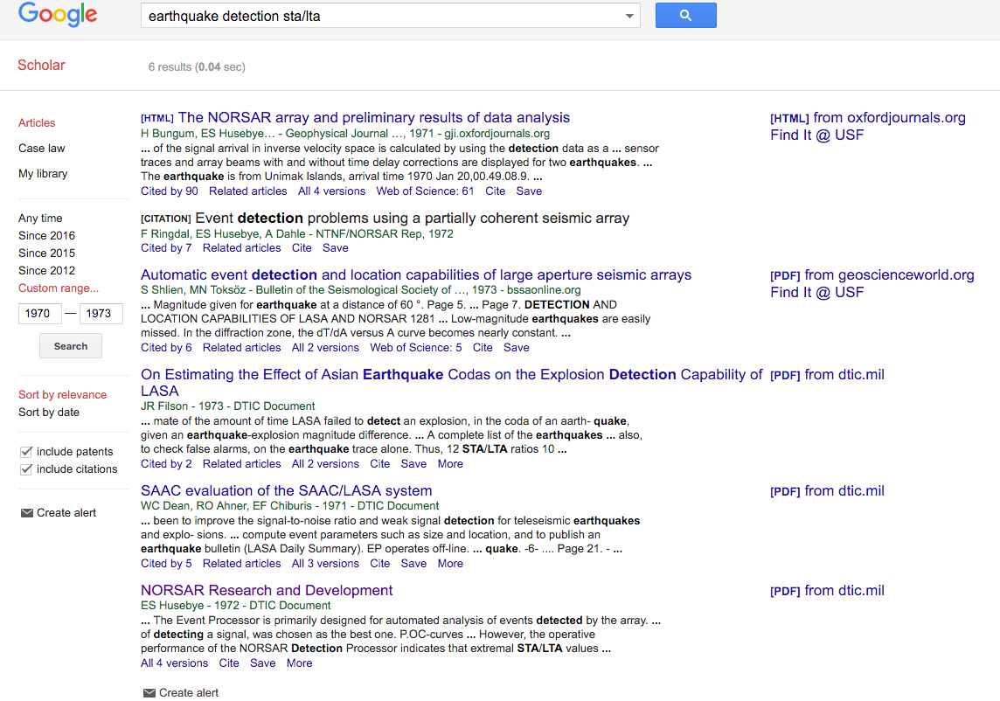 Google
earthquake detection sta/lta
Scholar
6 results (0.04 sec)
Articles
Case law
My library
Any time
Since 2016
Since 2015
Since 2012
Custom range...
1970 — 1973
Search
Sort by relevance
Sort by date
include patents
include citations
Create alert
[HTML] The NORSAR array and preliminary results of data analysis
H Bungum, ES Husebye… - Geophysical Journal …, 1971 - gji.oxfordjournals.org
... of the signal arrival in inverse velocity space is calculated by using the detection data as a ... sensor
traces and array beams with and without time delay corrections are displayed for two earthquakes. ...
The earthquake is from Unimak Islands, arrival time 1970 Jan 20,00.49.08.9. ...
Cited by 90 Related articles All 4 versions Web of Science: 61 Cite Save
[HTML] from oxfordjournals.org
Find It @ USF
[CITATION] Event detection problems using a partially coherent seismic array
F Ringdal, ES Husebye, A Dahle - NTNF/NORSAR Rep, 1972
Cited by 7 Related articles Cite Save
Automatic event detection and location capabilities of large aperture seismic arrays
S Shlien, MN Toksöz - Bulletin of the Seismological Society of …, 1973 - bssaonline.org
... Magnitude given for earthquake at a distance of 60 °. Page 5. ... Page 7. DETECTION AND
LOCATION CAPABILITIES OF LASA AND NORSAR 1281 ... Low-magnitude earthquakes are easily
missed. In the diffraction zone, the dT/dA versus A curve becomes nearly constant. ...
Cited by 6 Related articles All 2 versions Web of Science: 5 Cite Save
[PDF] from geoscienceworld.org
Find It @ USF
On Estimating the Effect of Asian Earthquake Codas on the Explosion Detection Capability of
LASA
JR Filson - 1973 - DTIC Document
... mate of the amount of time LASA failed to detect an explosion, in the coda of an aarth- quake,
given an earthquake-explosion magnitude difference. ... A complete list of the earthquakes ... also,
to check false alarms, on the earthquake trace alone. Thus, 12 STA/LTA ratios 10 ...
Cited by 2 Related articles All 2 versions Cite Save More
[PDF] from dtic.mil
SAAC evaluation of the SAAC/LASA system
WC Dean, RO Ahner, EF Chiburis - 1971 - DTIC Document
... been to improve the signal-to-noise ratio and weak signal detection for teleseismic earthquakes
and explo- sions. ... compute event parameters such as size and location, and to publish an
earthquake bulletin (LASA Daily Summary). EP operates off-line. ... quake. -6- .... Page 21. - ...
Cited by 5 Related articles All 3 versions Cite Save More
[PDF] from dtic.mil
NORSAR Research and Development
ES Husebye - 1972 - DTIC Document
... The Event Processor is primarily designed for automated analysis of events detected by the array. ...
of detecting a signal, was chosen as the best one. P.OC-curves ... However, the operative
performance of the NORSAR Detection Processor indicates that extremal STA/LTA values ...
All 4 versions Cite Save More
[PDF] from dtic.mil
Create alert